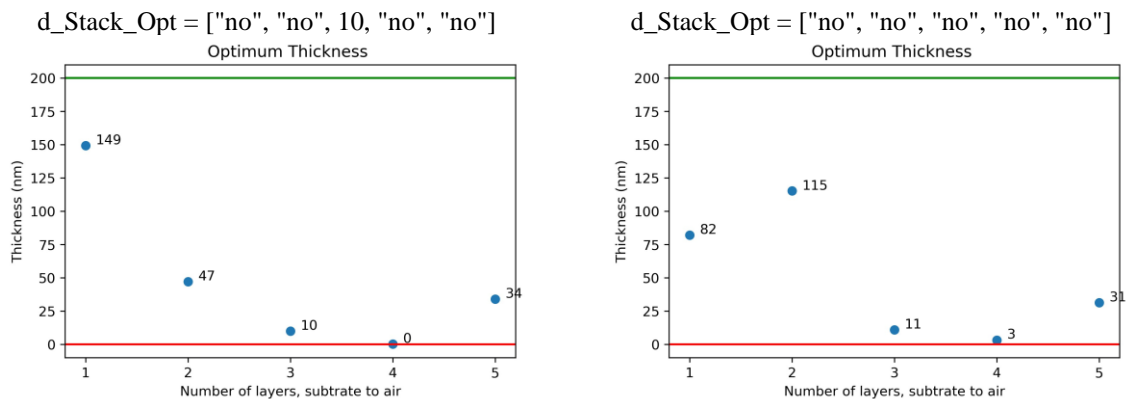 d_Stack_Opt = ["no", "no", 10, "no", "no"]
Optimum Thickness
200
175
150
125
100
75
50
25
0
Thickness (nm)
149
47
10
0
34
1 2 3 4 5
Number of layers, subtrate to air
d_Stack_Opt = ["no", "no", "no", "no", "no"]
Optimum Thickness
200
175
150
125
100
75
50
25
0
Thickness (nm)
82
115
11
3
31
1 2 3 4 5
Number of layers, subtrate to air